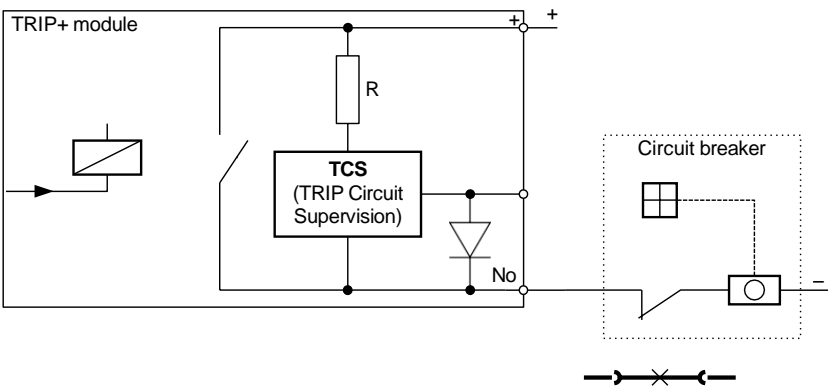 TRIP+ module
+
+
R
Circuit breaker
TCS
(TRIP Circuit
Supervision)
No
–